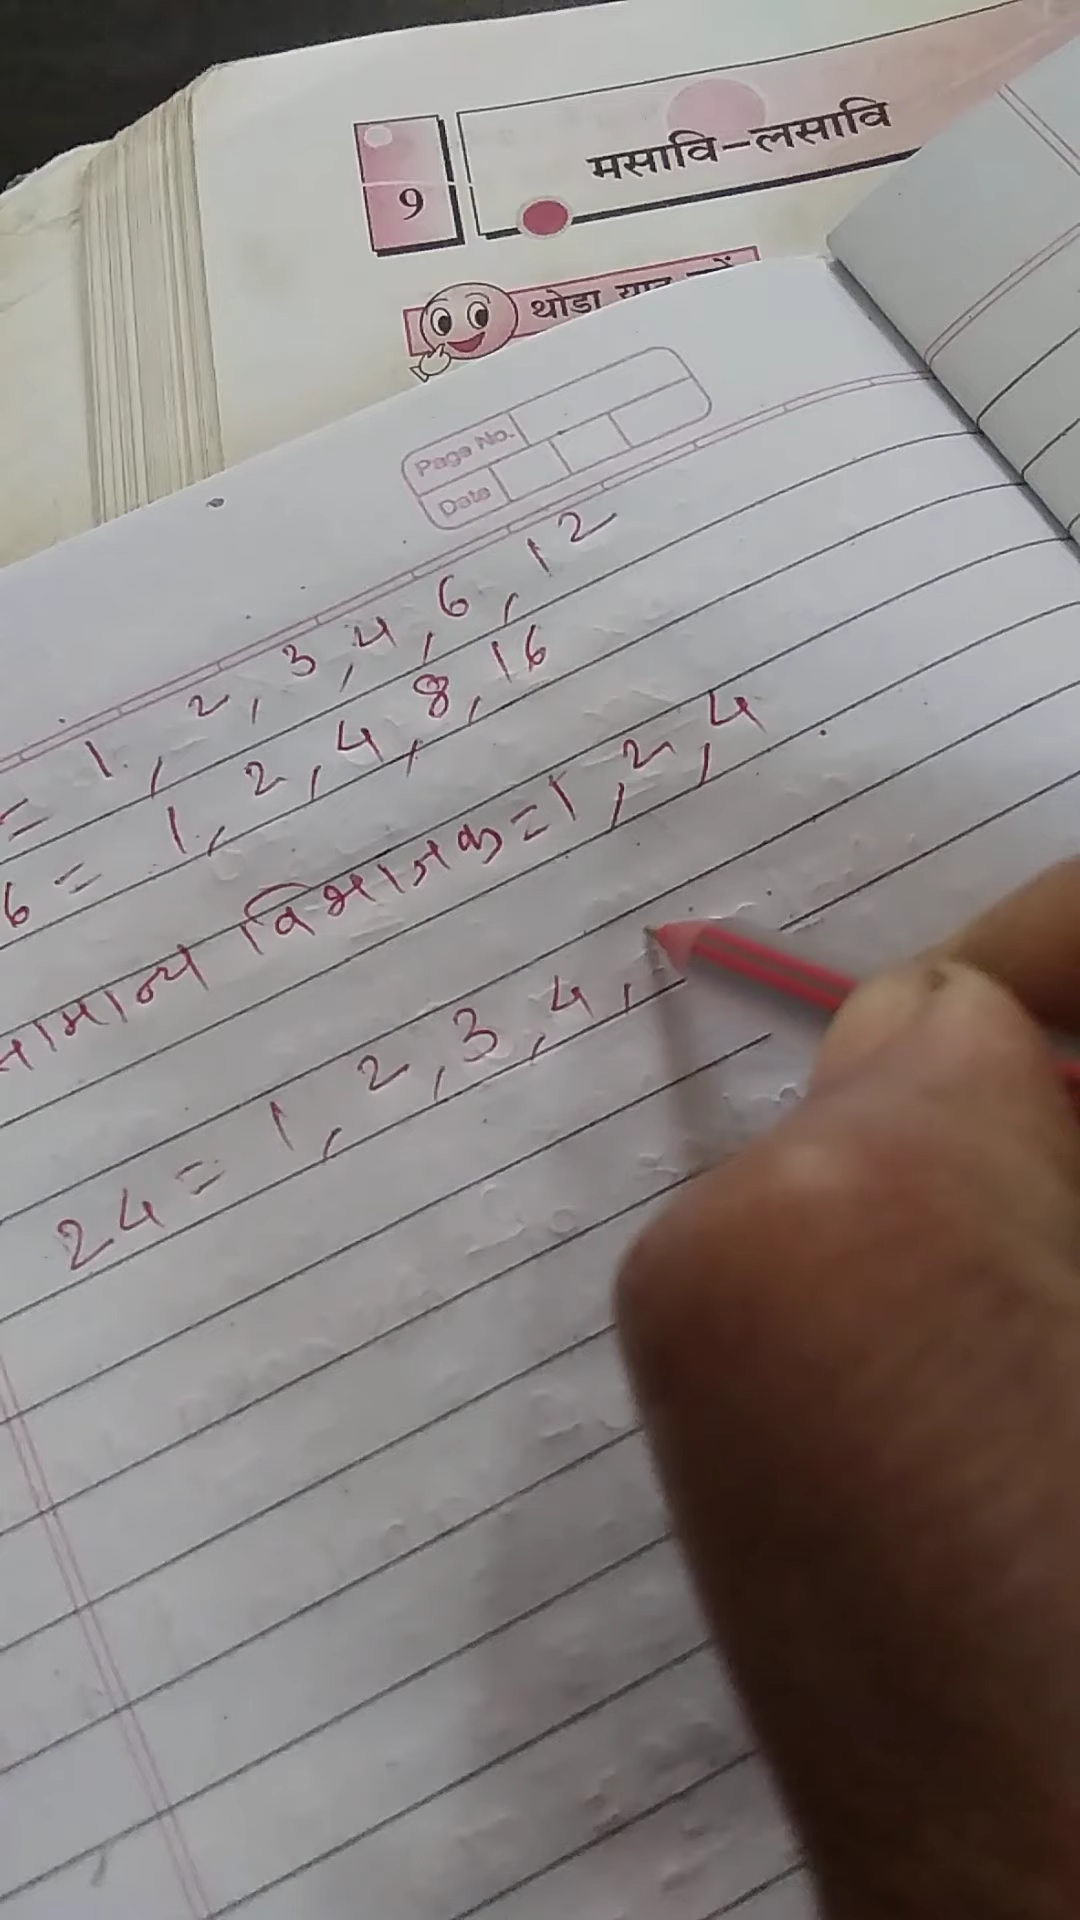 9
मसावि-लसावि
थोडा
Page No.
Date
= 1, 2, 3, 4, 6, 12
6 = 1, 2, 4, 8, 16
सामान्य विभाजक = 1, 2, 4
24 = 1, 2, 3, 4,